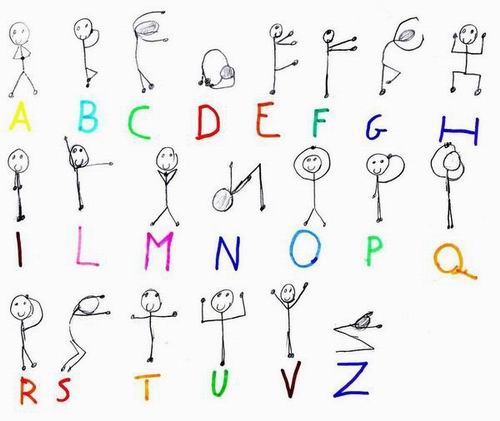 A B C D E F G H
I L M N O P Q
R S T U V Z